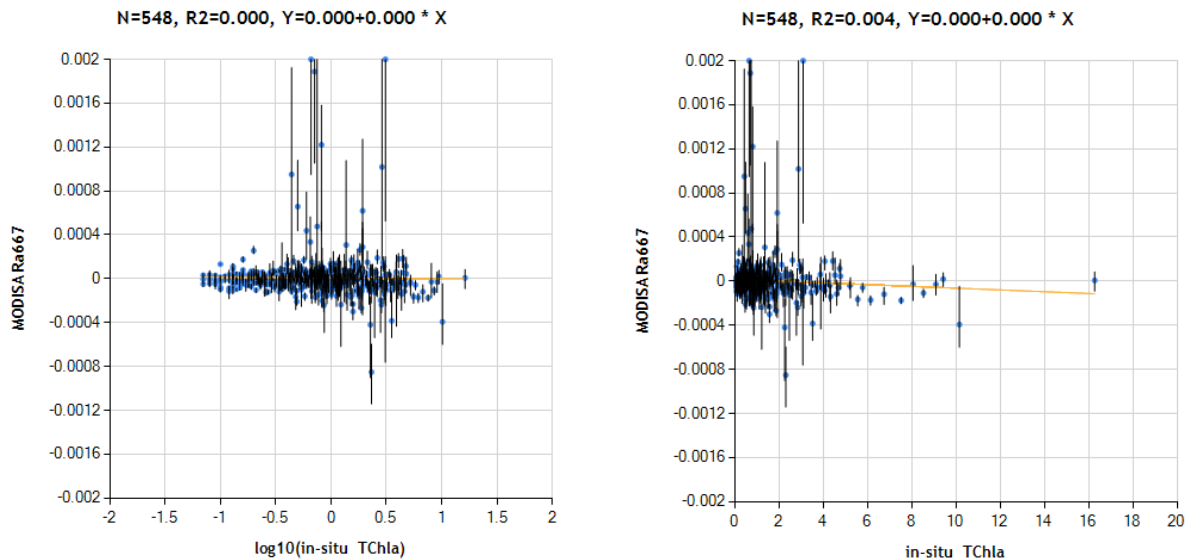 N=548, R2=0.000, Y=0.000+0.000 * X
0.002
0.0016
0.0012
0.0008
0.0004
0
-0.0004
-0.0008
-0.0012
-0.0016
-0.002
MODISA Ra667
-2 -1.5 -1 -0.5 0 0.5 1 1.5 2
log10(in-situ TChla)
N=548, R2=0.004, Y=0.000+0.000 * X
0.002
0.0016
0.0012
0.0008
0.0004
0
-0.0004
-0.0008
-0.0012
-0.0016
-0.002
MODISA Ra667
0 2 4 6 8 10 12 14 16 18 20
in-situ TChla